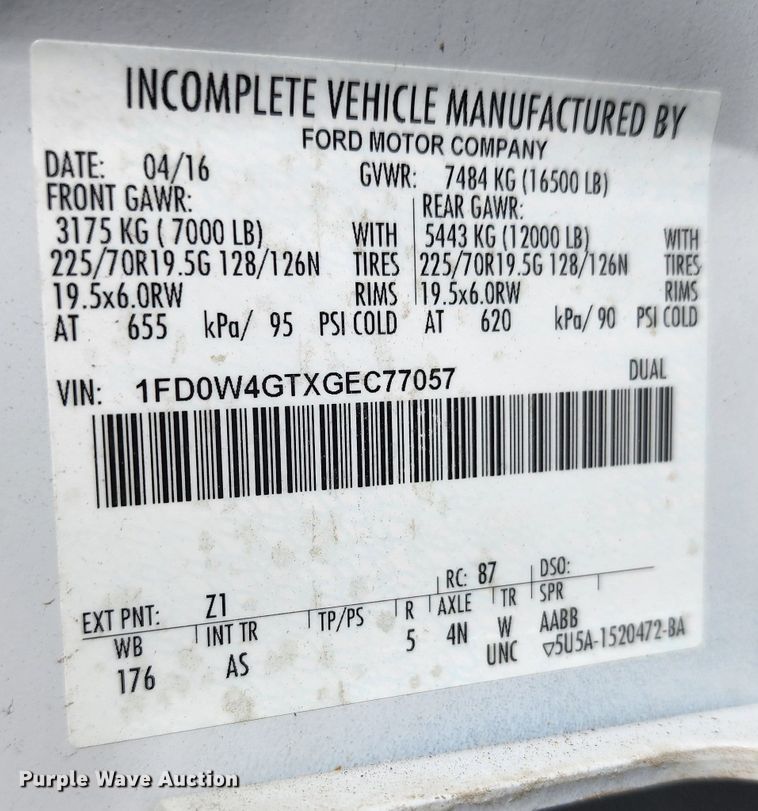 INCOMPLETE VEHICLE MANUFACTURED BY
FORD MOTOR COMPANY
DATE: 04/16 GVWR: 7484 KG (16500 LB)
FRONT GAWR: REAR GAWR:
3175 KG ( 7000 LB) WITH 5443 KG (12000 LB) WITH
225/70R19.5G 128/126N TIRES 225/70R19.5G 128/126N TIRES
19.5x6.0RW RIMS 19.5x6.0RW RIMS
AT 655 kPa/ 95 PSI COLD AT 620 kPa/ 90 PSI COLD
VIN: 1FD0W4GTXGEC77057 DUAL
EXT PNT: Z1 RC: 87 DSO:
WB INT TR TP/PS R AXLE TR SPR
176 AS 5 4N W AABB
UNC ▽5U5A-1520472-BA
Purple Wave Auction